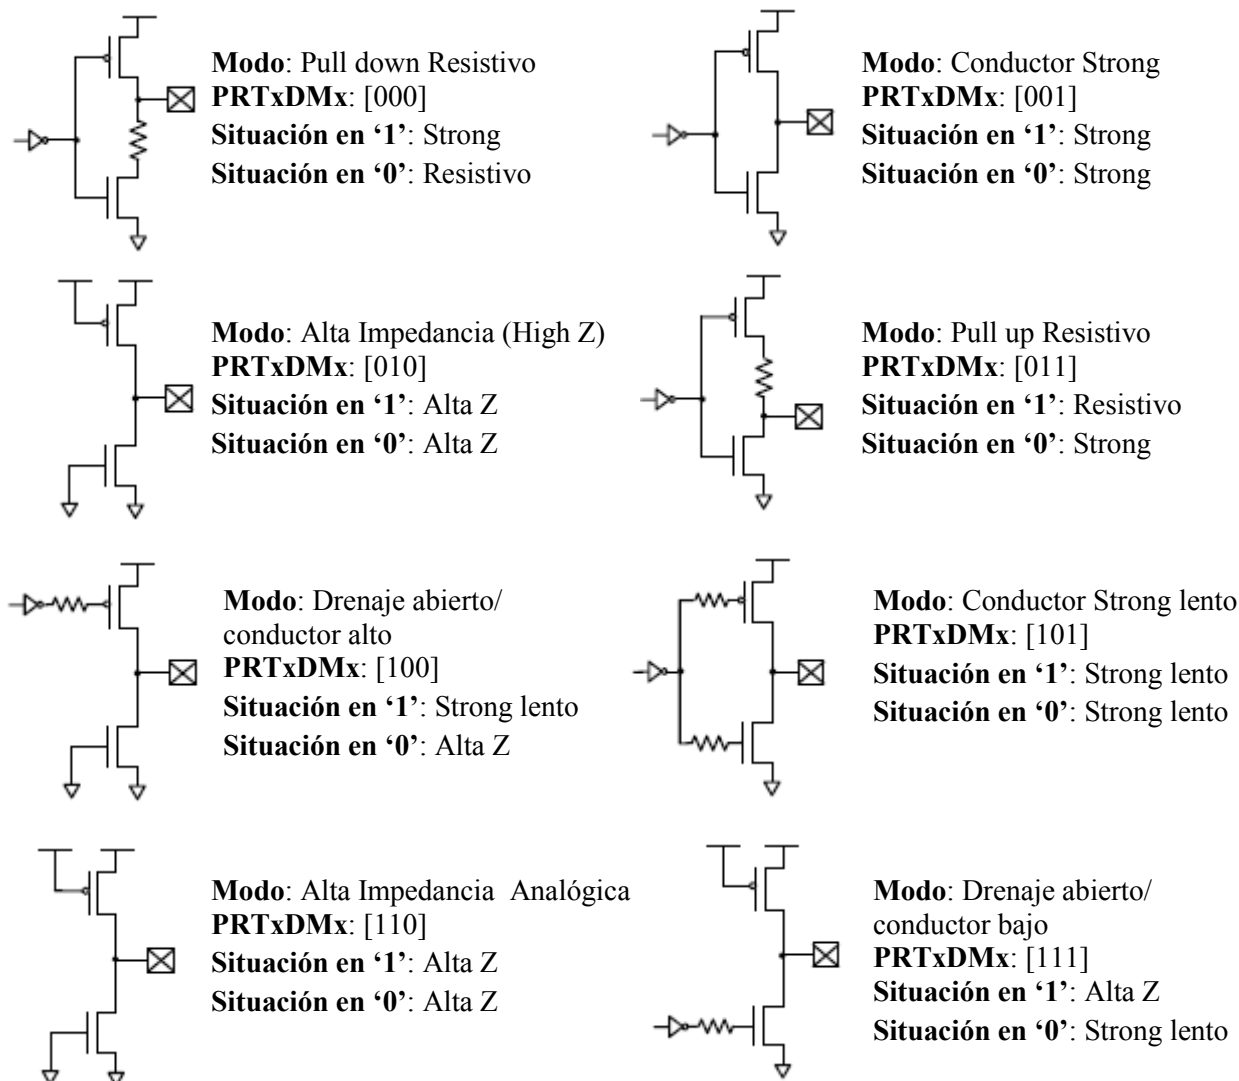 Modo: Pull down Resistivo
PRTxDMx: [000]
Situación en ‘1’: Strong
Situación en ‘0’: Resistivo
Modo: Conductor Strong
PRTxDMx: [001]
Situación en ‘1’: Strong
Situación en ‘0’: Strong
Modo: Alta Impedancia (High Z)
PRTxDMx: [010]
Situación en ‘1’: Alta Z
Situación en ‘0’: Alta Z
Modo: Pull up Resistivo
PRTxDMx: [011]
Situación en ‘1’: Resistivo
Situación en ‘0’: Strong
Modo: Drenaje abierto/
conductor alto
PRTxDMx: [100]
Situación en ‘1’: Strong lento
Situación en ‘0’: Alta Z
Modo: Conductor Strong lento
PRTxDMx: [101]
Situación en ‘1’: Strong lento
Situación en ‘0’: Strong lento
Modo: Alta Impedancia Analógica
PRTxDMx: [110]
Situación en ‘1’: Alta Z
Situación en ‘0’: Alta Z
Modo: Drenaje abierto/
conductor bajo
PRTxDMx: [111]
Situación en ‘1’: Alta Z
Situación en ‘0’: Strong lento